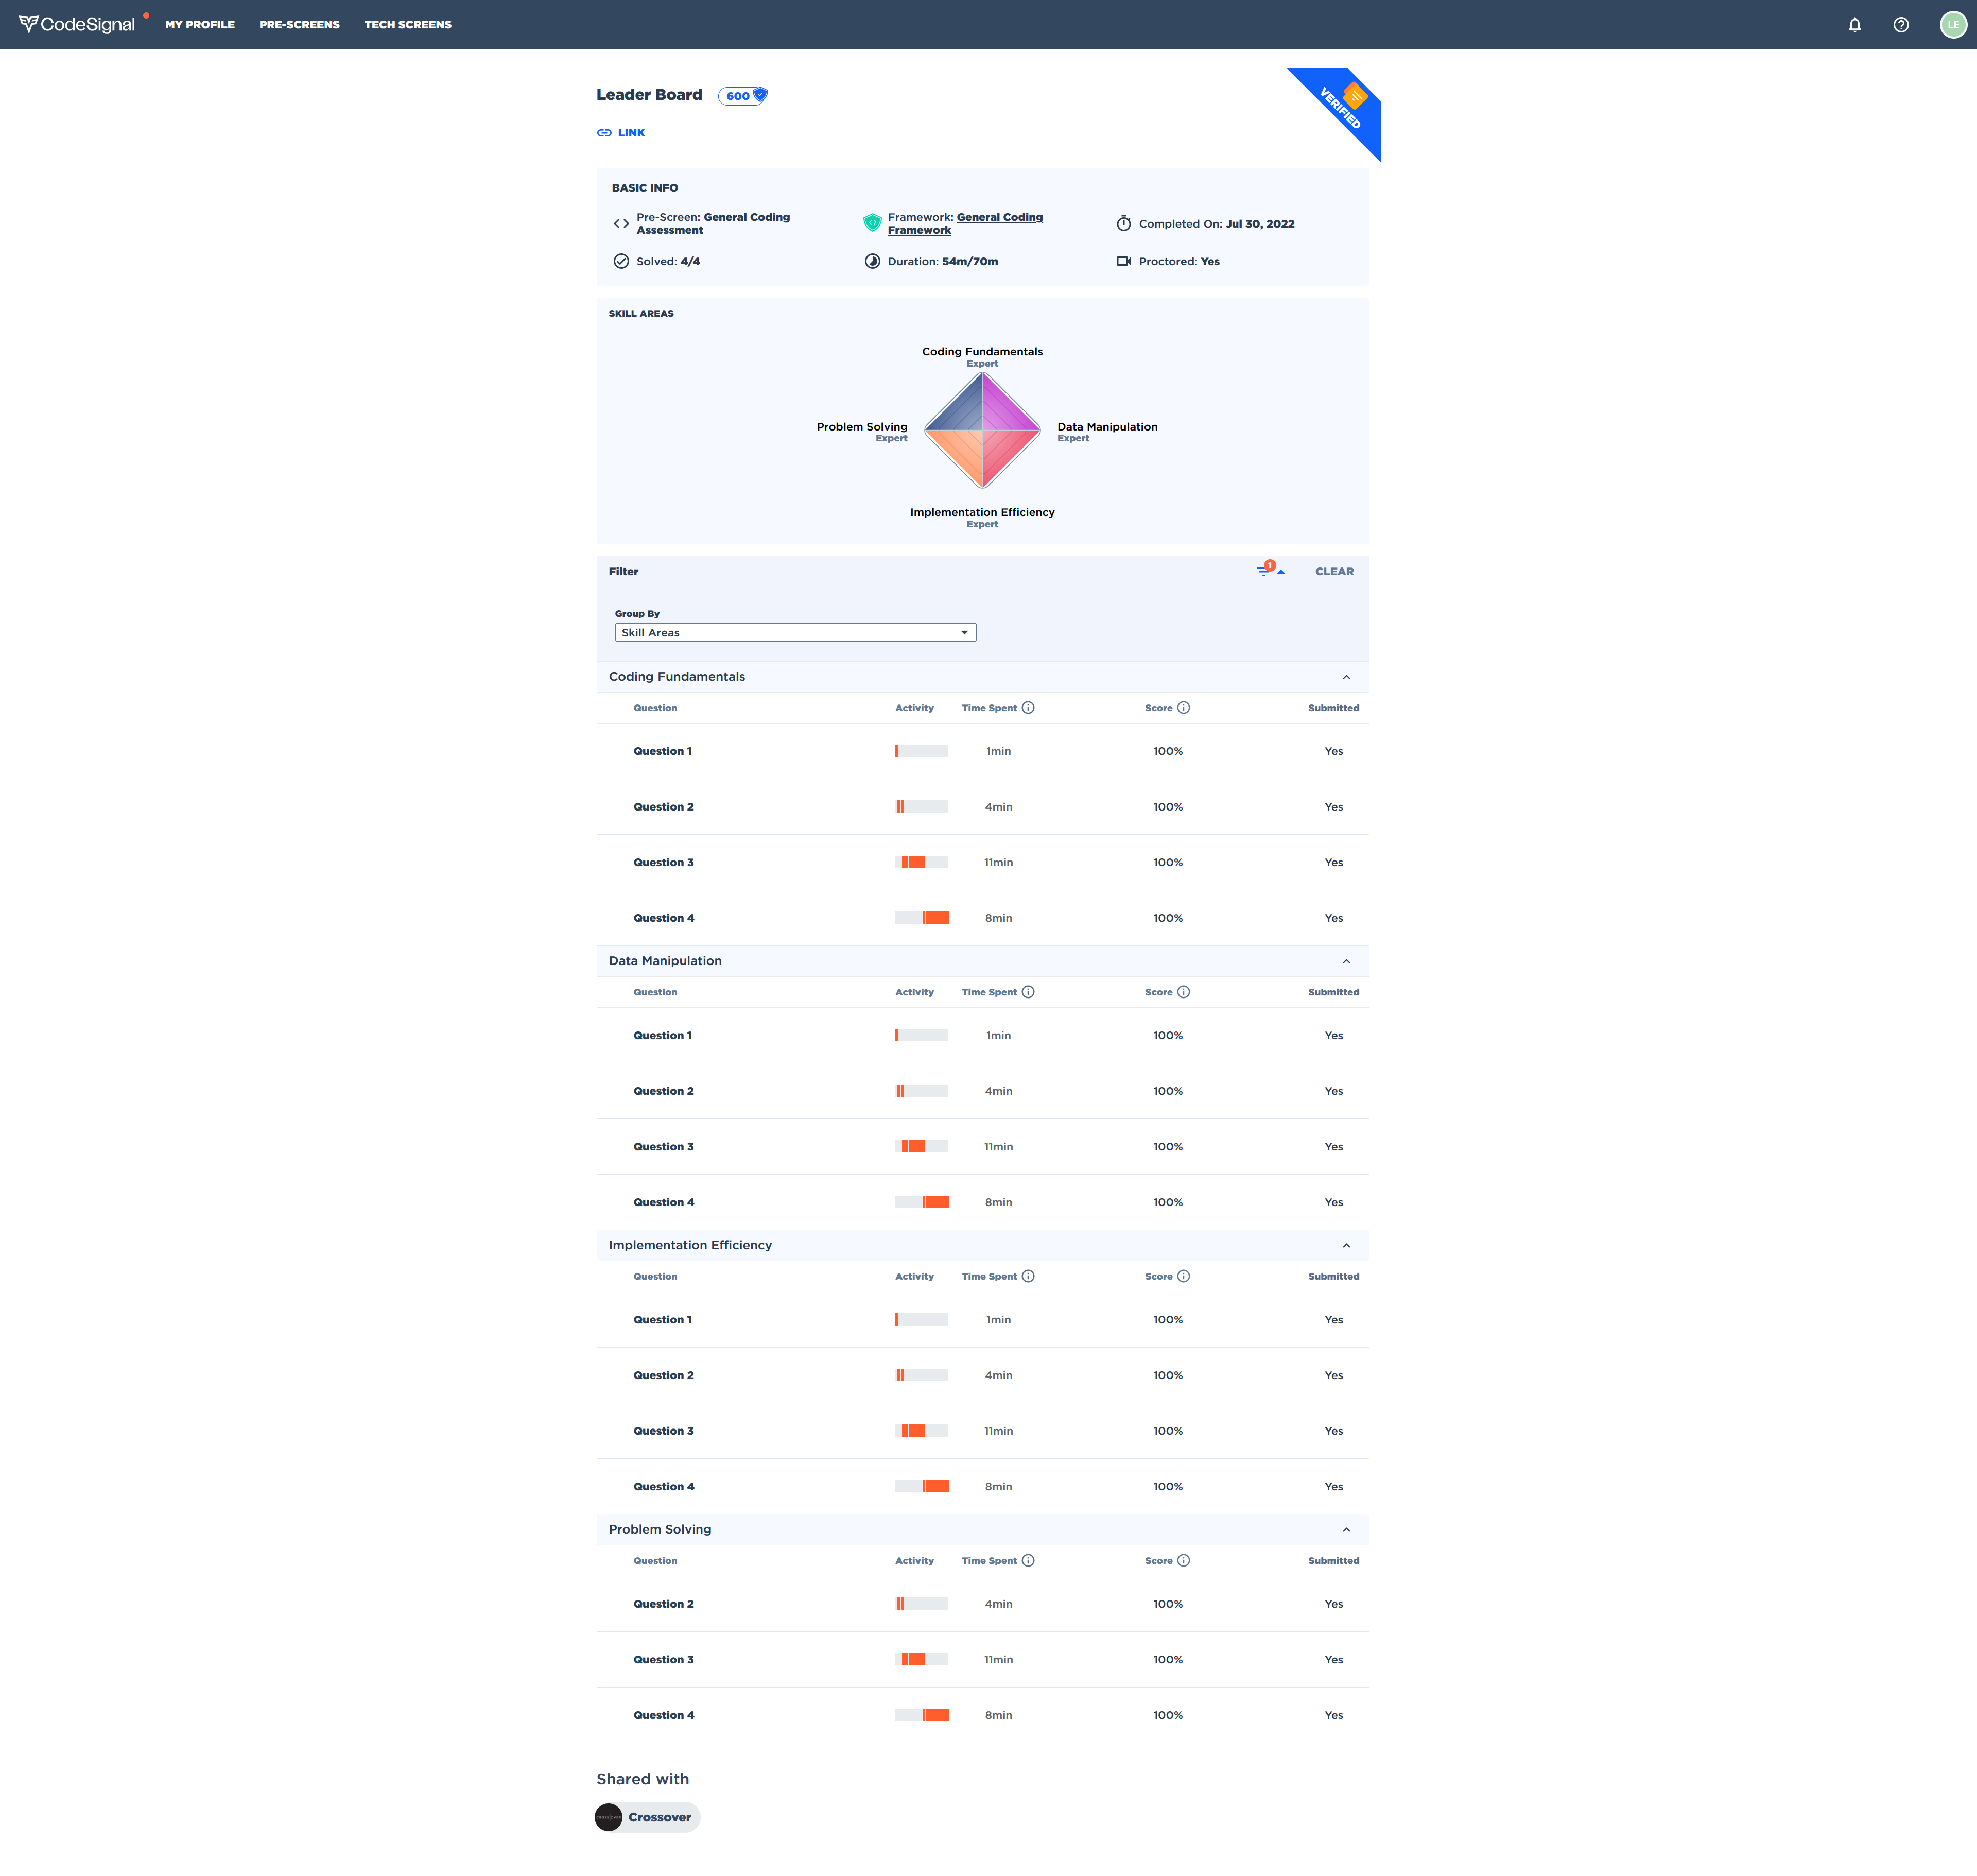 CodeSignal MY PROFILE PRE-SCREENS TECH SCREENS LE
Leader Board 600
VERIFIED
LINK
BASIC INFO
Pre-Screen: General Coding
Assessment
Framework: General Coding
Framework
Completed On: Jul 30, 2022
Solved: 4/4
Duration: 54m/70m
Proctored: Yes
SKILL AREAS
Coding Fundamentals
Expert
Problem Solving
Expert
Data Manipulation
Expert
Implementation Efficiency
Expert
Filter 1 CLEAR
Group By
Skill Areas
Coding Fundamentals
Question Activity Time Spent Score Submitted
Question 1 1min 100% Yes
Question 2 4min 100% Yes
Question 3 11min 100% Yes
Question 4 8min 100% Yes
Data Manipulation
Question Activity Time Spent Score Submitted
Question 1 1min 100% Yes
Question 2 4min 100% Yes
Question 3 11min 100% Yes
Question 4 8min 100% Yes
Implementation Efficiency
Question Activity Time Spent Score Submitted
Question 1 1min 100% Yes
Question 2 4min 100% Yes
Question 3 11min 100% Yes
Question 4 8min 100% Yes
Problem Solving
Question Activity Time Spent Score Submitted
Question 2 4min 100% Yes
Question 3 11min 100% Yes
Question 4 8min 100% Yes
Shared with
Crossover